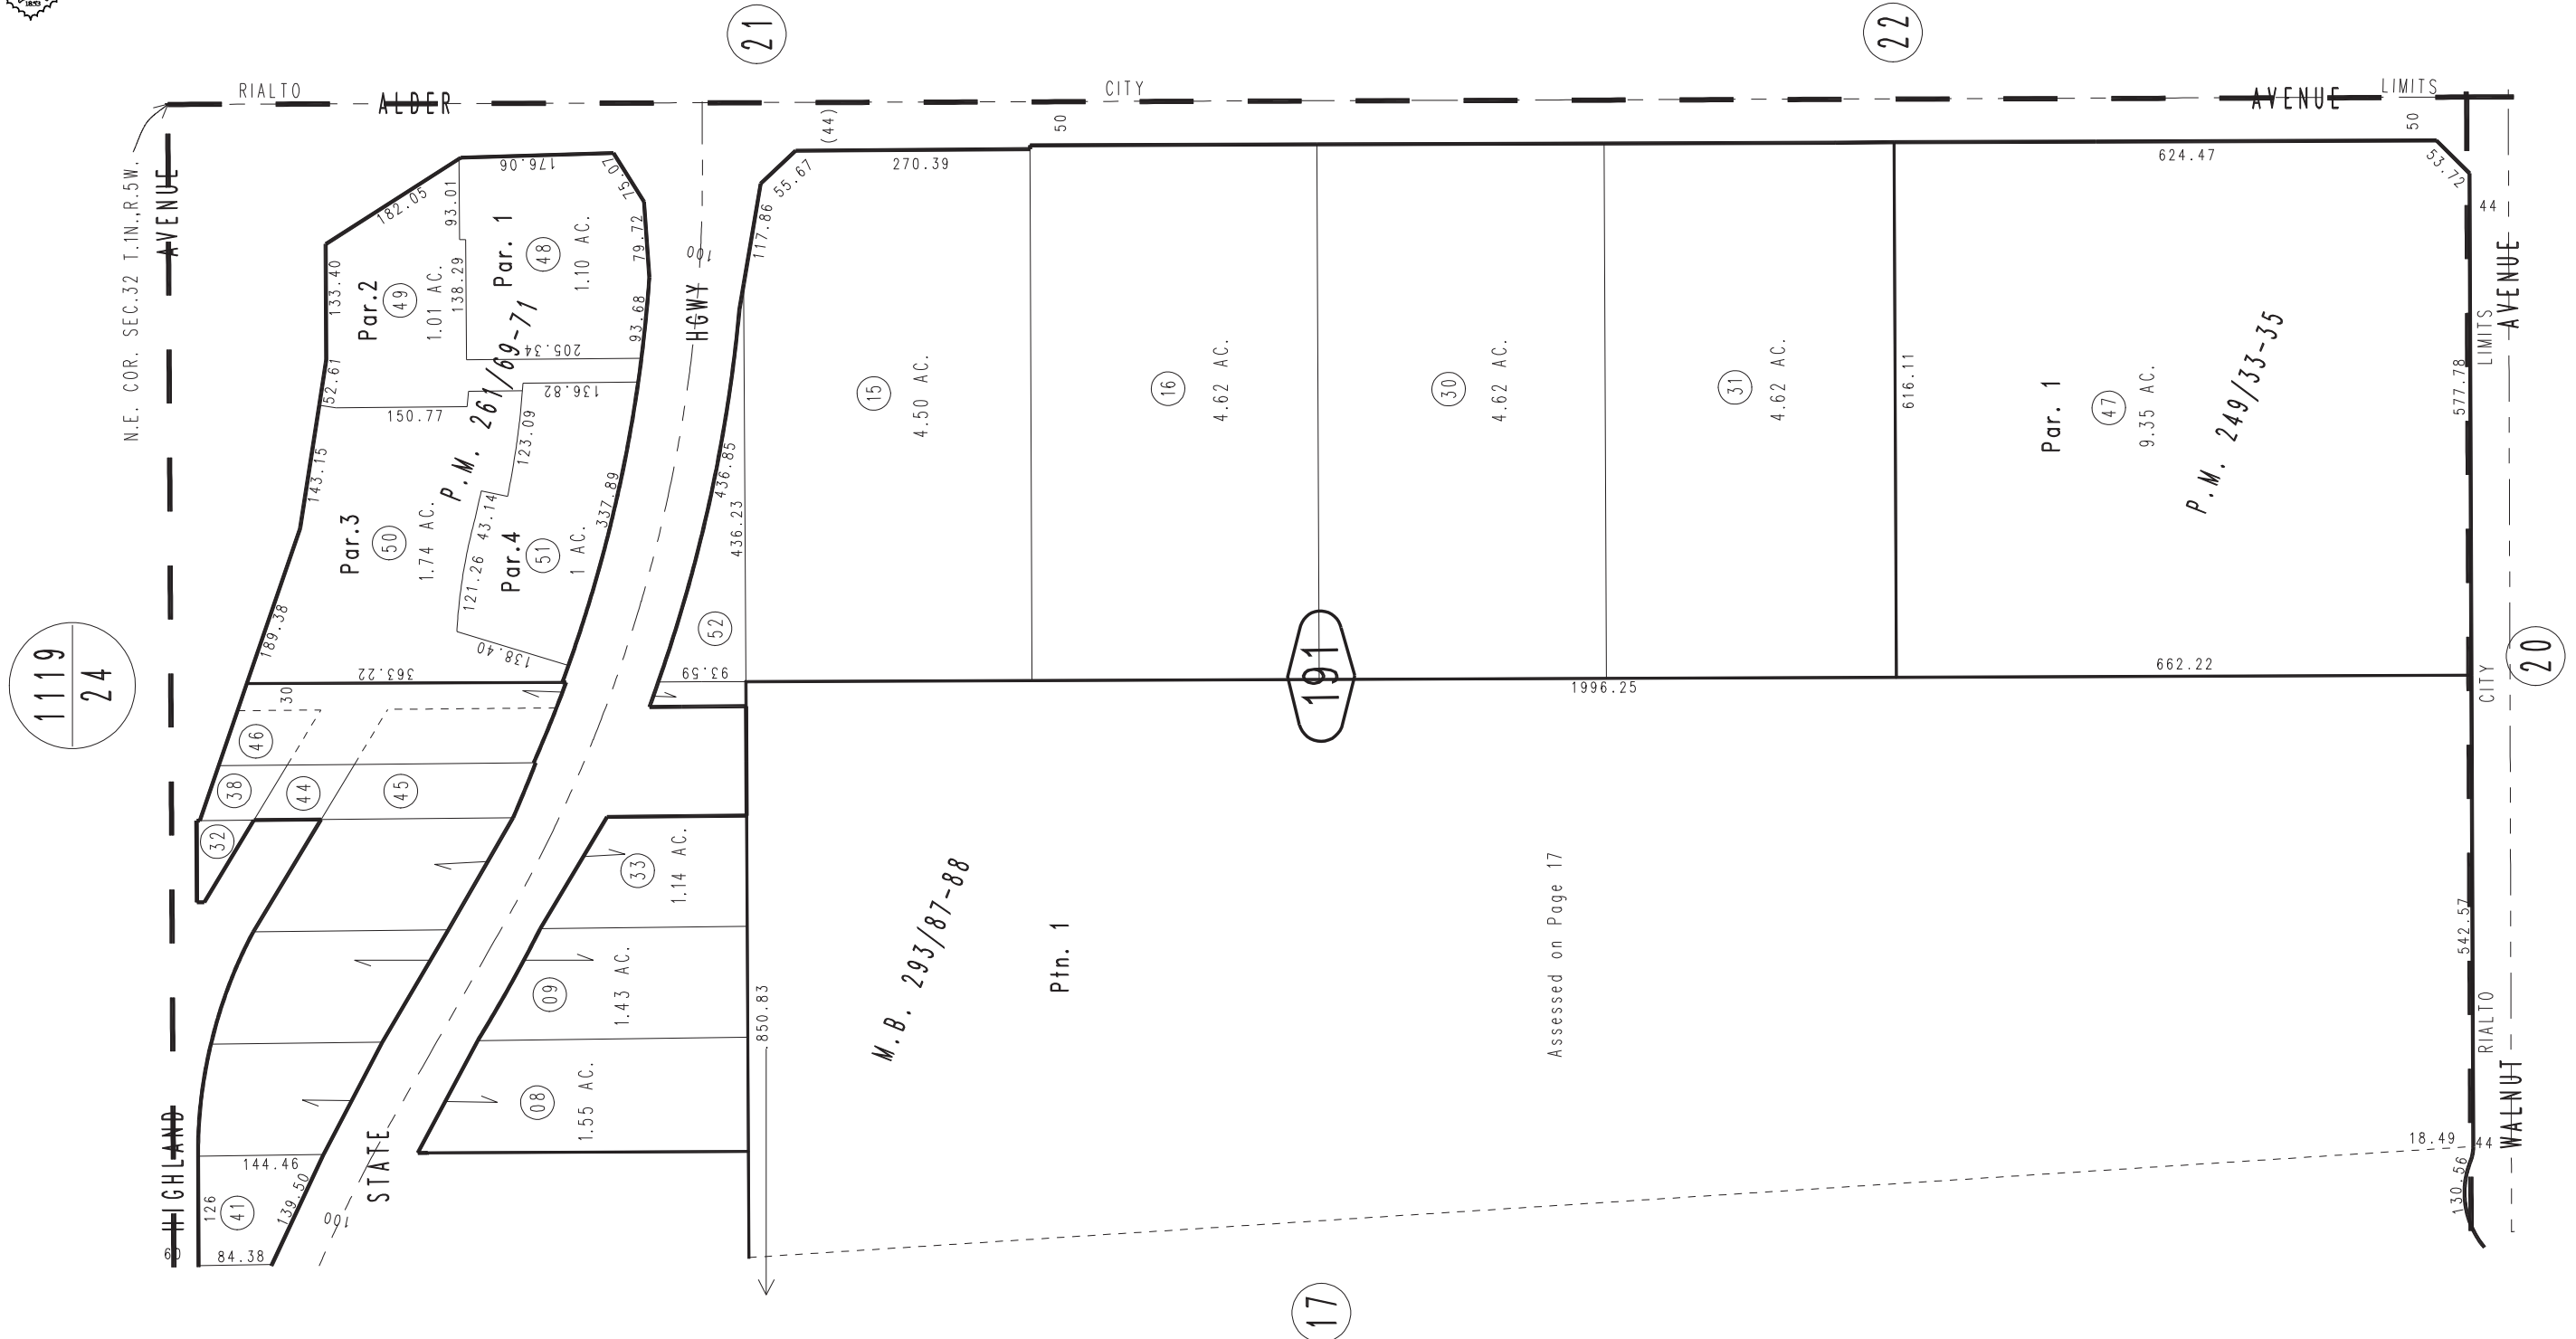 1853
21
22
RIALTO
ALDER
CITY
AVENUE
LIMITS
N.E. COR. SEC.32 T.1N.,R.5W.
AVENUE
(44)
50
50
182.05
93.01
176.06
75.07
79.72
133.40
Par.2
49
1.01 AC.
138.29
Par. 1
48
1.10 AC.
93.68
205.34
52.61
150.77
P.M. 261/69-71
136.82
123.09
143.15
Par.3
50
1.74 AC.
43.14
121.26
Par.4
51
1 AC.
337.89
189.38
138.40
363.22
100
HGWY
55.67
117.86
270.39
436.85
436.23
52
93.59
15
4.50 AC.
16
4.62 AC.
30
4.62 AC.
31
4.62 AC.
616.11
624.47
53.72
44
Par. 1
47
9.35 AC.
P.M. 249/33-35
577.78
LIMITS
AVENUE
1119
24
30
46
38
44
45
32
191
1996.25
662.22
CITY
20
33
1.14 AC.
09
1.43 AC.
08
1.55 AC.
850.83
M.B. 293/87-88
Ptn. 1
Assessed on Page 17
542.57
RIALTO
WALNUT
18.49
44
130.56
HIGHLAND
144.46
126
41
139.50
100
STATE
60
84.38
17